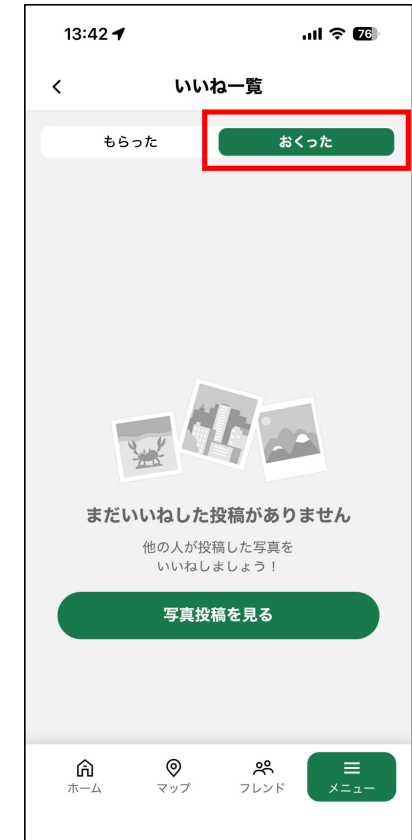 13:42
76
いいね一覧
もらった
おくった
まだいいねした投稿がありません
他の人が投稿した写真を
いいねしましょう！
写真投稿を見る
ホーム
マップ
フレンド
メニュー